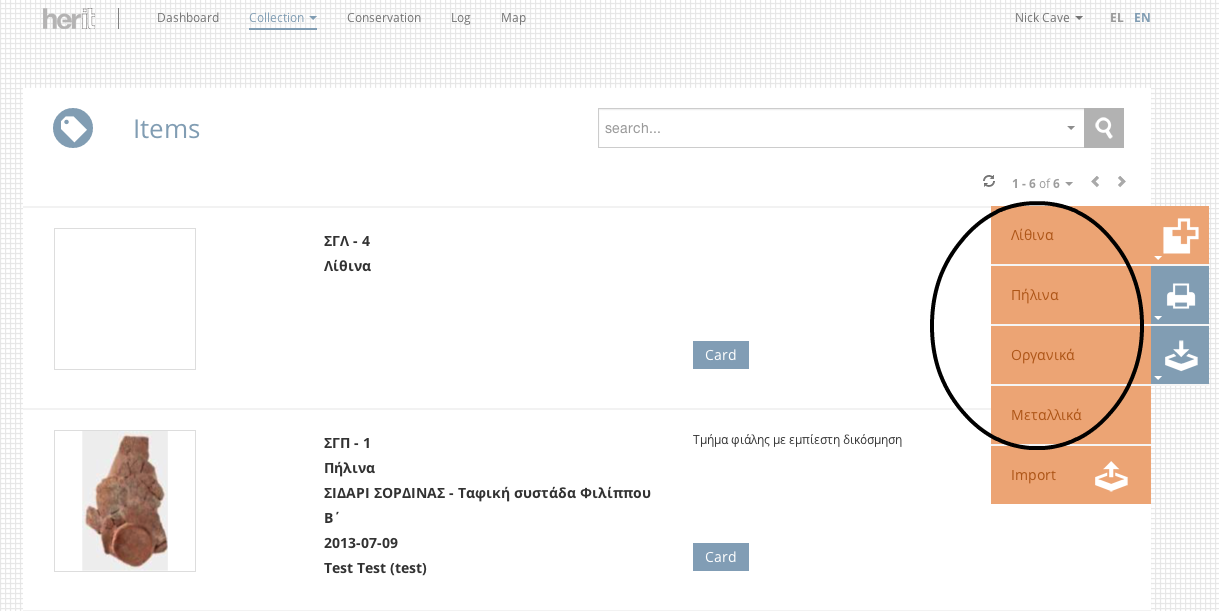 herit Dashboard Collection Conservation Log Map Nick Cave EL EN
Items search...
1 - 6 of 6
ΣΓΛ - 4
Λίθινα
Card
Λίθινα
Πήλινα
Οργανικά
Μεταλλικά
Import
ΣΓΠ - 1
Πήλινα
ΣΙΔΑΡΙ ΣΟΡΔΙΝΑΣ - Ταφική συστάδα Φιλίππου
Β΄
2013-07-09
Test Test (test)
Τμήμα φιάλης με εμπίεστη δικόσμηση
Card